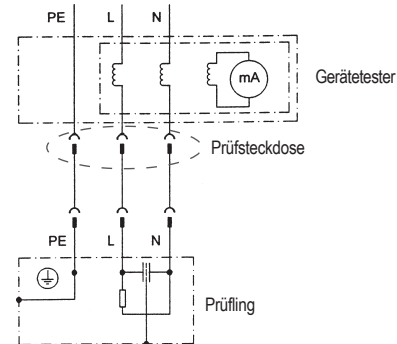 PE L N
mA
Gerätetester
Prüfsteckdose
PE L N
Prüfling